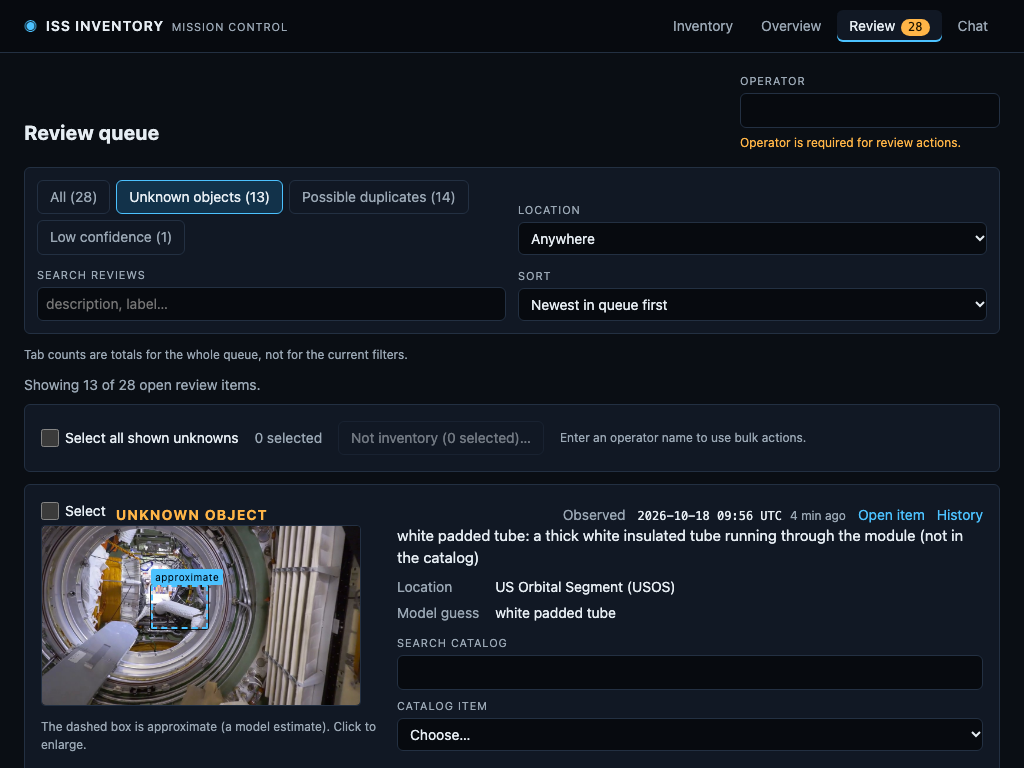 ISS INVENTORY MISSION CONTROL
Inventory Overview Review 28 Chat
OPERATOR
Review queue
Operator is required for review actions.
All (28) Unknown objects (13) Possible duplicates (14)
Low confidence (1)
LOCATION
Anywhere
SEARCH REVIEWS
description, label...
SORT
Newest in queue first
Tab counts are totals for the whole queue, not for the current filters.
Showing 13 of 28 open review items.
Select all shown unknowns 0 selected Not inventory (0 selected)... Enter an operator name to use bulk actions.
Select UNKNOWN OBJECT
Observed 2026-10-18 09:56 UTC 4 min ago Open item History
approximate
The dashed box is approximate (a model estimate). Click to
enlarge.
white padded tube: a thick white insulated tube running through the module (not in
the catalog)
Location US Orbital Segment (USOS)
Model guess white padded tube
SEARCH CATALOG
CATALOG ITEM
Choose...